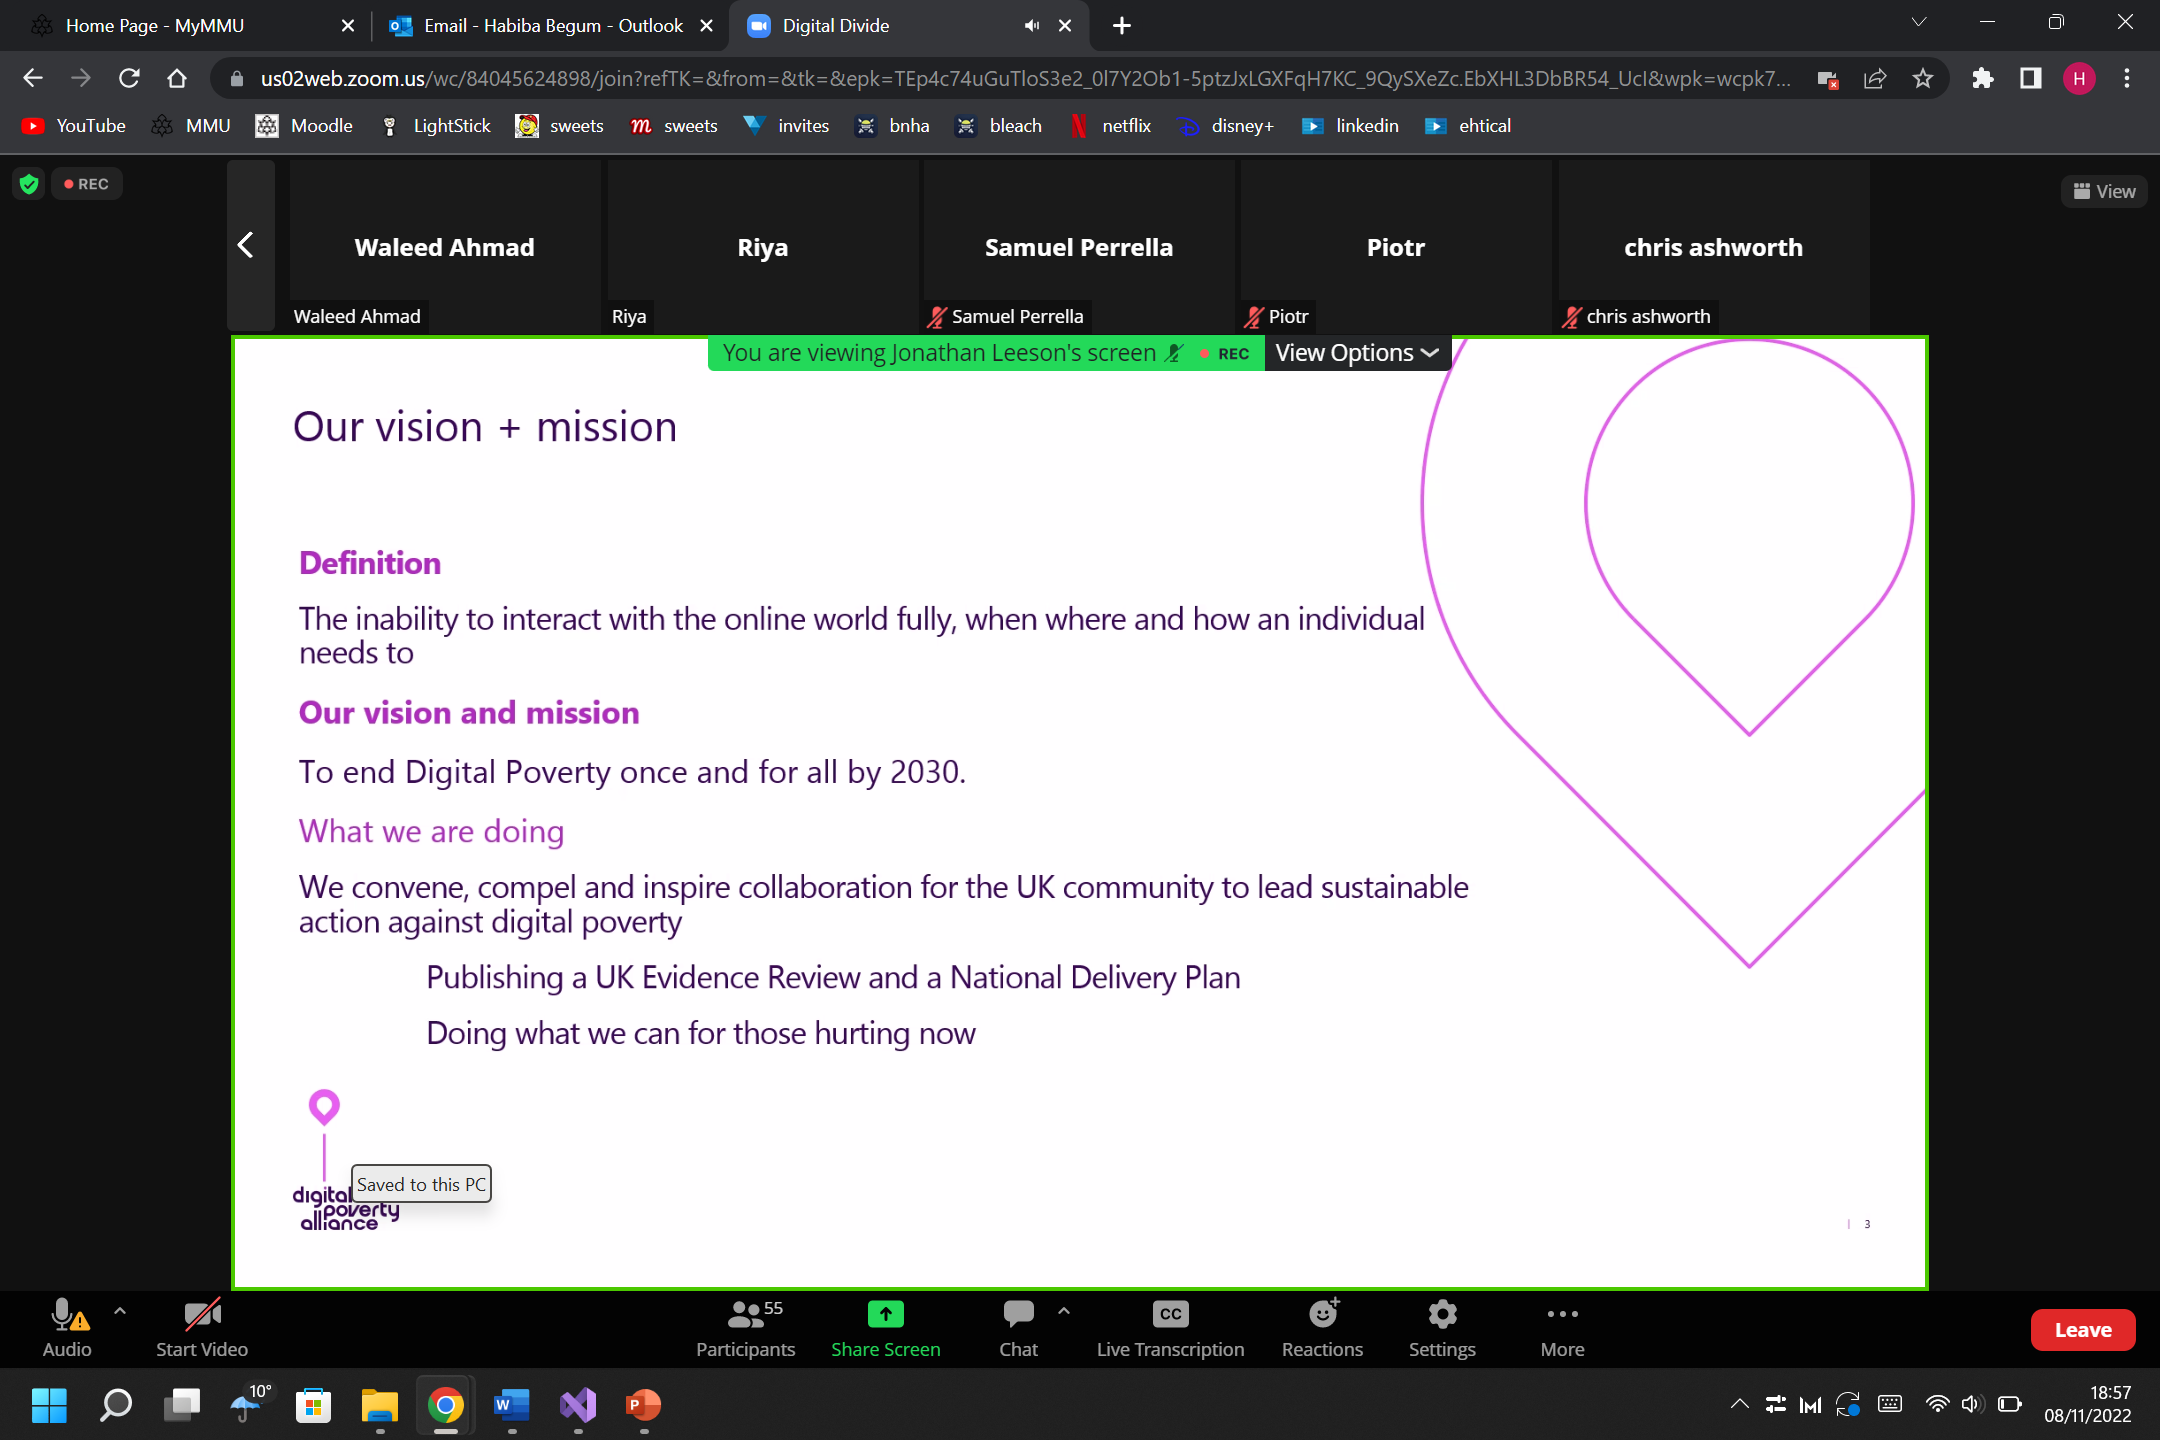 Home Page - MyMMU
Email - Habiba Begum - Outlook
Digital Divide
us02web.zoom.us/wc/84045624898/join?refTK=&from=&tk=&epk=TEp4c74uGuTloS3e2_0l7Y2Ob1-5ptzJxLGXFqH7KC_9QySXeZc.EbXHL3DbBR54_UcI&wpk=wcpk7...
H
YouTube MMU Moodle LightStick sweets sweets invites bnha bleach netflix disney+ linkedin ehtical
REC
View
Waleed Ahmad
Riya
Samuel Perrella
Piotr
chris ashworth
Waleed Ahmad
Riya
Samuel Perrella
Piotr
chris ashworth
You are viewing Jonathan Leeson's screen REC View Options
Our vision + mission
Definition
The inability to interact with the online world fully, when where and how an individual
needs to
Our vision and mission
To end Digital Poverty once and for all by 2030.
What we are doing
We convene, compel and inspire collaboration for the UK community to lead sustainable
action against digital poverty
Publishing a UK Evidence Review and a National Delivery Plan
Doing what we can for those hurting now
Saved to this PC
digital
poverty
alliance
3
55
Audio Start Video Participants Share Screen Chat Live Transcription Reactions Settings More
CC
Leave
10°
18:57
08/11/2022